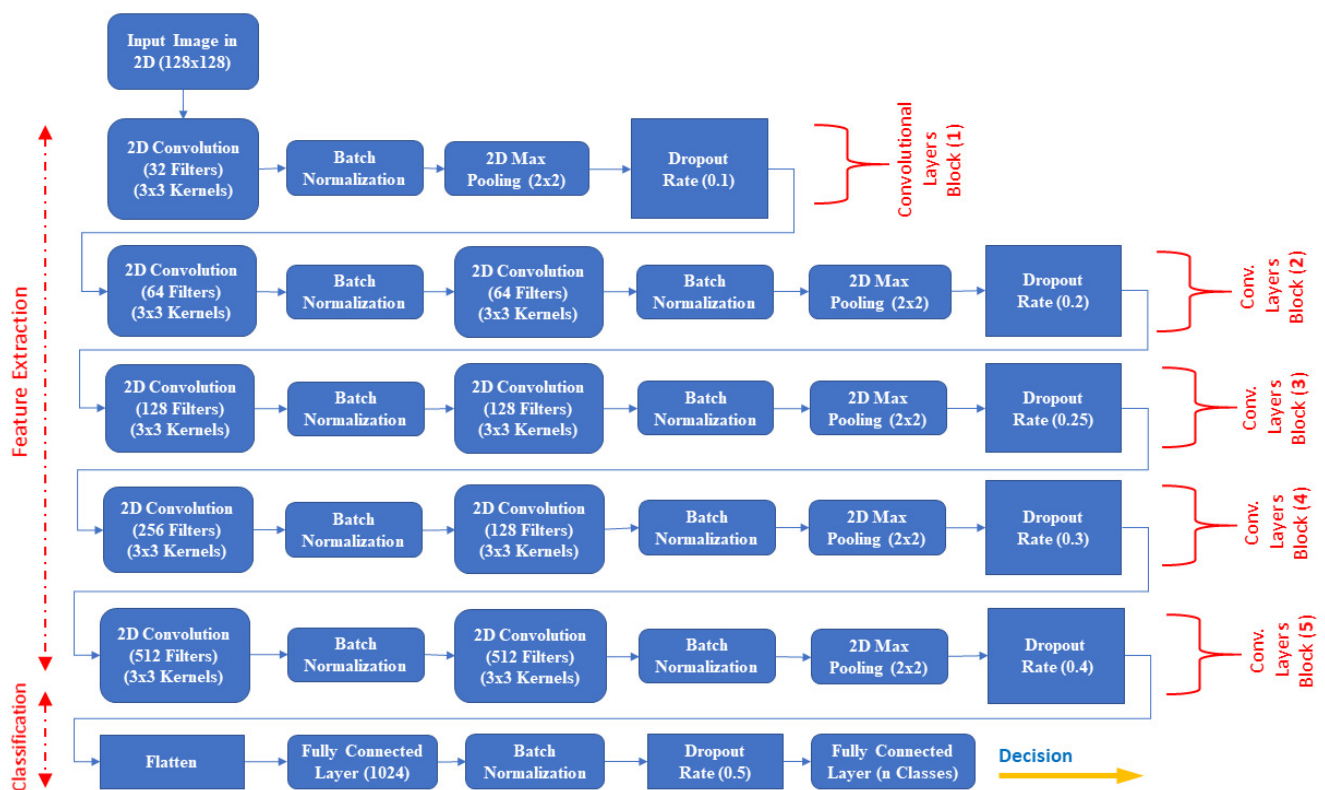 Input Image in
2D (128x128)
2D Convolution
(32 Filters)
(3x3 Kernels)
Batch
Normalization
2D Max
Pooling (2x2)
Dropout
Rate (0.1)
Convolutional
Layers
Block (1)
2D Convolution
(64 Filters)
(3x3 Kernels)
Batch
Normalization
2D Convolution
(64 Filters)
(3x3 Kernels)
Batch
Normalization
2D Max
Pooling (2x2)
Dropout
Rate (0.2)
Conv.
Layers
Block (2)
Feature Extraction
2D Convolution
(128 Filters)
(3x3 Kernels)
Batch
Normalization
2D Convolution
(128 Filters)
(3x3 Kernels)
Batch
Normalization
2D Max
Pooling (2x2)
Dropout
Rate (0.25)
Conv.
Layers
Block (3)
2D Convolution
(256 Filters)
(3x3 Kernels)
Batch
Normalization
2D Convolution
(128 Filters)
(3x3 Kernels)
Batch
Normalization
2D Max
Pooling (2x2)
Dropout
Rate (0.3)
Conv.
Layers
Block (4)
2D Convolution
(512 Filters)
(3x3 Kernels)
Batch
Normalization
2D Convolution
(512 Filters)
(3x3 Kernels)
Batch
Normalization
2D Max
Pooling (2x2)
Dropout
Rate (0.4)
Conv.
Layers
Block (5)
Classification
Flatten
Fully Connected
Layer (1024)
Batch
Normalization
Dropout
Rate (0.5)
Fully Connected
Layer (n Classes)
Decision